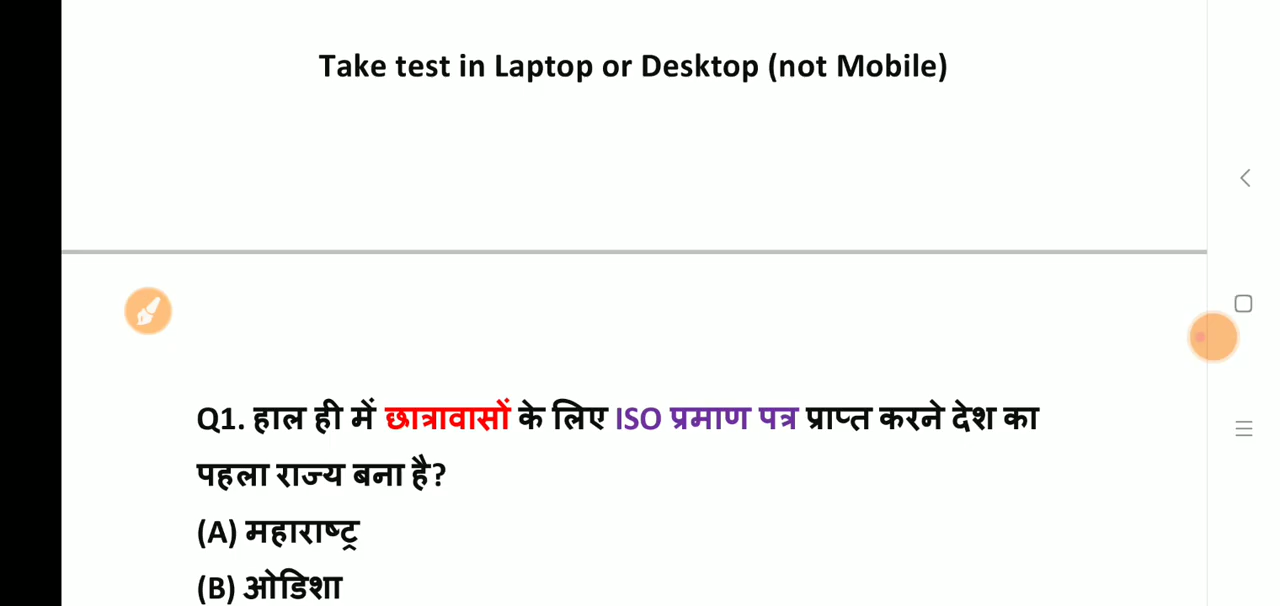 Take test in Laptop or Desktop (not Mobile)
Q1. हाल ही में छात्रावासों के लिए ISO प्रमाण पत्र प्राप्त करने देश का
पहला राज्य बना है?
(A) महाराष्ट्र
(B) ओडिशा